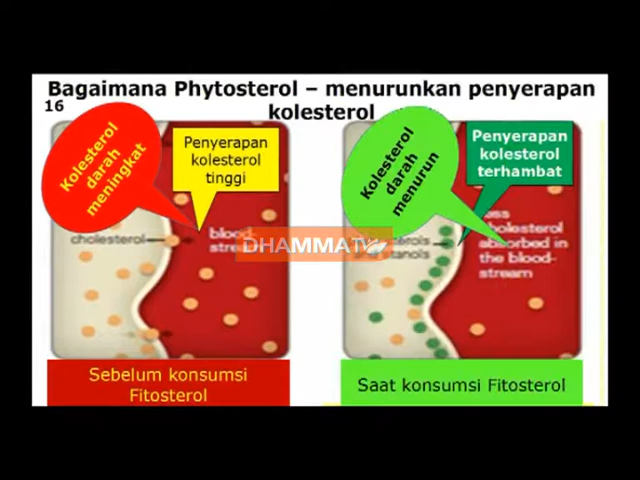 Bagaimana Phytosterol – menurunkan penyerapan
kolesterol
16
Kolesterol
darah
meningkat
Penyerapan
kolesterol
tinggi
cholesterol
blood
DHAMMATV
Sebelum konsumsi
Fitosterol
Kolesterol
darah
menurun
Penyerapan
kolesterol
terhambat
cholesterol
absorbed in
the blood-
stream
Saat konsumsi Fitosterol